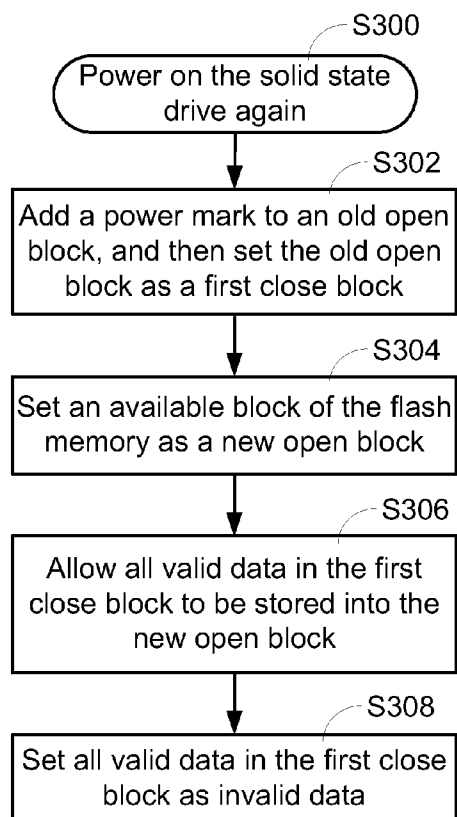 S300
Power on the solid state
drive again
S302
Add a power mark to an old open
block, and then set the old open
block as a first close block
S304
Set an available block of the flash
memory as a new open block
S306
Allow all valid data in the first
close block to be stored into the
new open block
S308
Set all valid data in the first close
block as invalid data